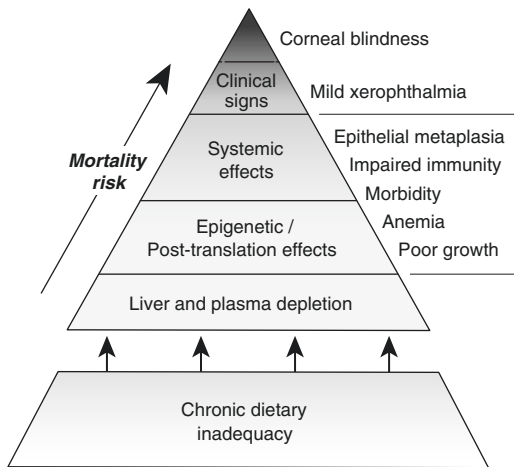 Corneal blindness
Clinical
signs
Mild xerophthalmia
Mortality
risk
Systemic
effects
Epithelial metaplasia
Impaired immunity
Morbidity
Anemia
Poor growth
Epigenetic /
Post-translation effects
Liver and plasma depletion
Chronic dietary
inadequacy